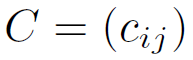 C = (c_{ij})